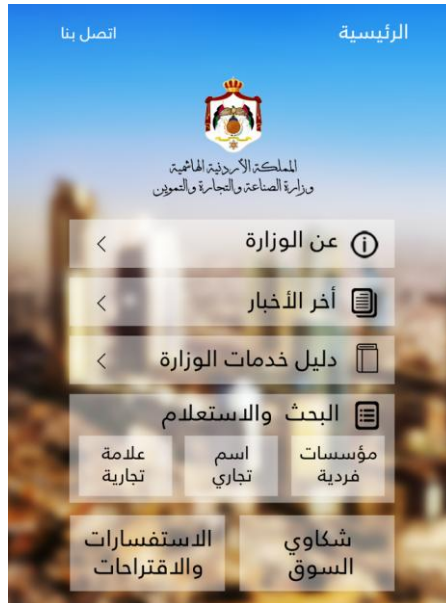 الرئيسية
اتصل بنا
المملكة الأردنية الهاشمية
وزارة الصناعة والتجارة والتموين
عن الوزارة
أخر الأخبار
دليل خدمات الوزارة
البحث والاستعلام
مؤسسات
فردية
اسم
تجاري
علامة
تجارية
شكاوي
السوق
الاستفسارات
والاقتراحات